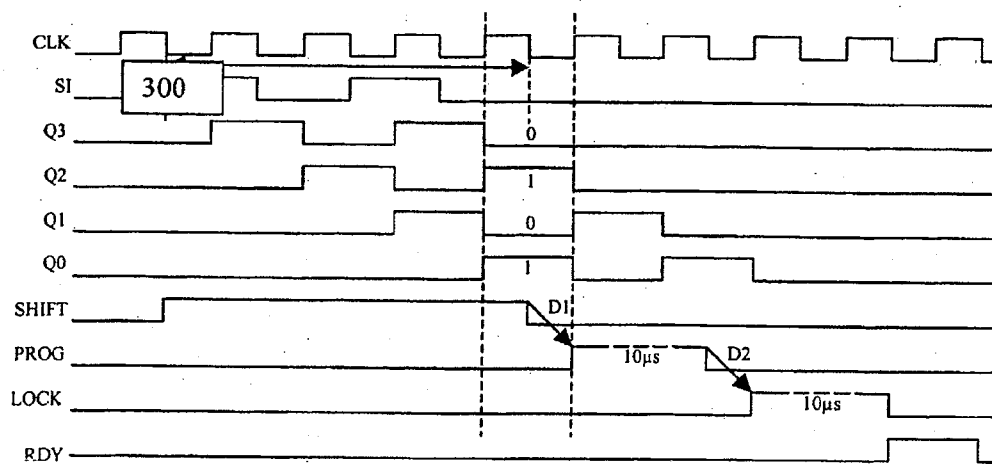 CLK
SI
300
Q3
0
Q2
1
Q1
0
Q0
1
SHIFT
D1
PROG
10μs
D2
LOCK
10μs
RDY